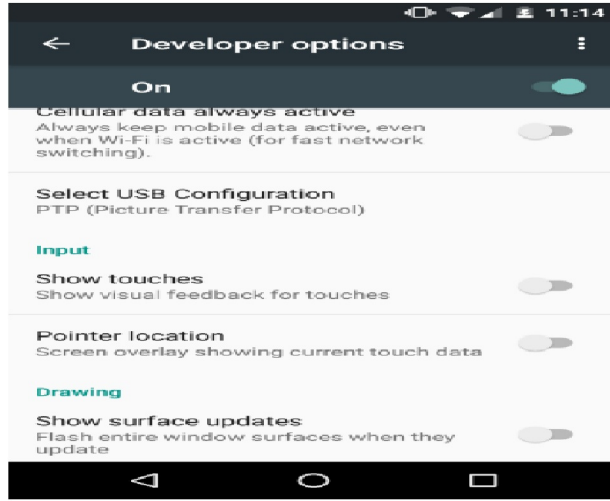 11:14
Developer options
On
Cellular data always active
Always keep mobile data active, even
when Wi-Fi is active (for fast network
switching).
Select USB Configuration
PTP (Picture Transfer Protocol)
Input
Show touches
Show visual feedback for touches
Pointer location
Screen overlay showing current touch data
Drawing
Show surface updates
Flash entire window surfaces when they
update